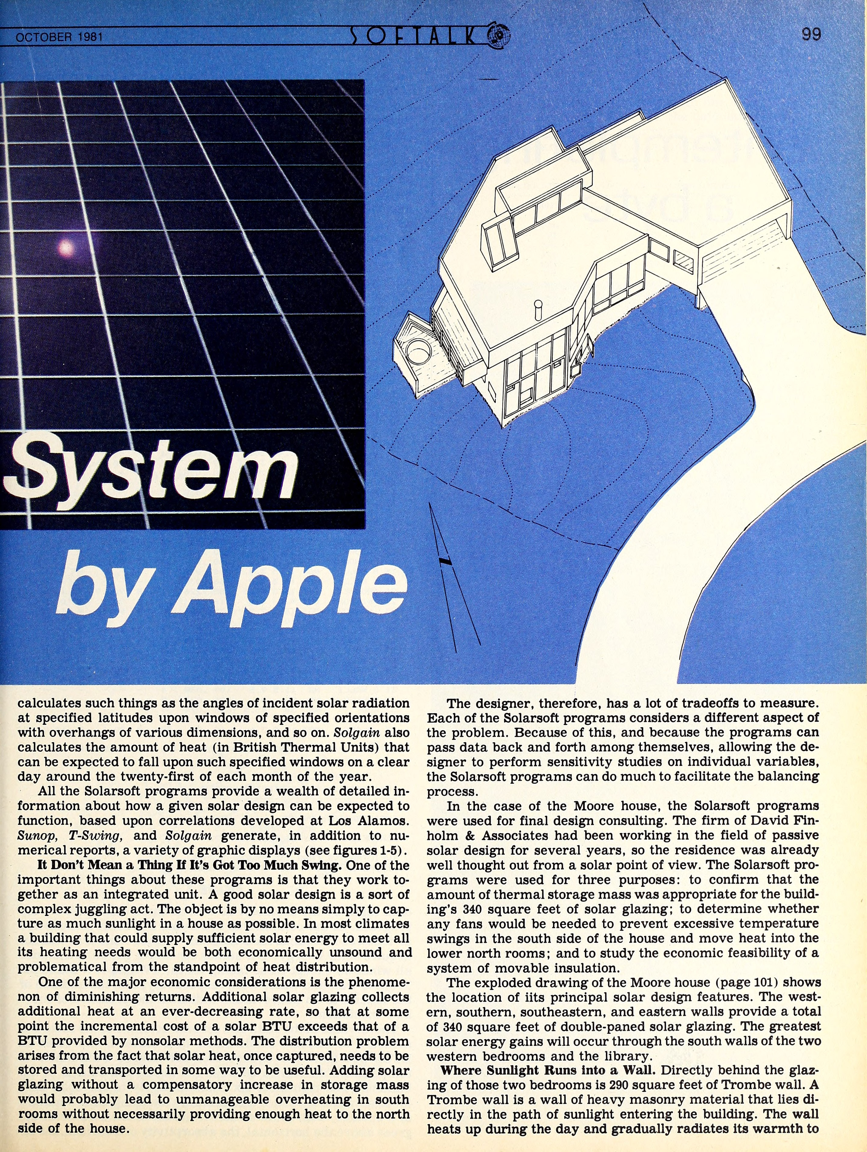 OCTOBER 1981
SOFTALK
99
System
by Apple
calculates such things as the angles of incident solar radiation
at specified latitudes upon windows of specified orientations
with overhangs of various dimensions, and so on. Solgain also
calculates the amount of heat (in British Thermal Units) that
can be expected to fall upon such specified windows on a clear
day around the twenty-first of each month of the year.
All the Solarsoft programs provide a wealth of detailed in-
formation about how a given solar design can be expected to
function, based upon correlations developed at Los Alamos.
Sunop, T-Swing, and Solgain generate, in addition to nu-
merical reports, a variety of graphic displays (see figures 1-5).
It Don't Mean a Thing If It's Got Too Much Swing. One of the
important things about these programs is that they work to-
gether as an integrated unit. A good solar design is a sort of
complex juggling act. The object is by no means simply to cap-
ture as much sunlight in a house as possible. In most climates
a building that could supply sufficient solar energy to meet all
its heating needs would be both economically unsound and
problematical from the standpoint of heat distribution.
One of the major economic considerations is the phenome-
non of diminishing returns. Additional solar glazing collects
additional heat at an ever-decreasing rate, so that at some
point the incremental cost of a solar BTU exceeds that of a
BTU provided by nonsolar methods. The distribution problem
arises from the fact that solar heat, once captured, needs to be
stored and transported in some way to be useful. Adding solar
glazing without a compensatory increase in storage mass
would probably lead to unmanageable overheating in south
rooms without necessarily providing enough heat to the north
side of the house.
The designer, therefore, has a lot of tradeoffs to measure.
Each of the Solarsoft programs considers a different aspect of
the problem. Because of this, and because the programs can
pass data back and forth among themselves, allowing the de-
signer to perform sensitivity studies on individual variables,
the Solarsoft programs can do much to facilitate the balancing
process.
In the case of the Moore house, the Solarsoft programs
were used for final design consulting. The firm of David Fin-
holm & Associates had been working in the field of passive
solar design for several years, so the residence was already
well thought out from a solar point of view. The Solarsoft pro-
grams were used for three purposes: to confirm that the
amount of thermal storage mass was appropriate for the build-
ing's 340 square feet of solar glazing; to determine whether
any fans would be needed to prevent excessive temperature
swings in the south side of the house and move heat into the
lower north rooms; and to study the economic feasibility of a
system of movable insulation.
The exploded drawing of the Moore house (page 101) shows
the location of iits principal solar design features. The west-
ern, southern, southeastern, and eastern walls provide a total
of 340 square feet of double-paned solar glazing. The greatest
solar energy gains will occur through the south walls of the two
western bedrooms and the library.
Where Sunlight Runs into a Wall. Directly behind the glaz-
ing of those two bedrooms is 290 square feet of Trombe wall. A
Trombe wall is a wall of heavy masonry material that lies di-
rectly in the path of sunlight entering the building. The wall
heats up during the day and gradually radiates its warmth to